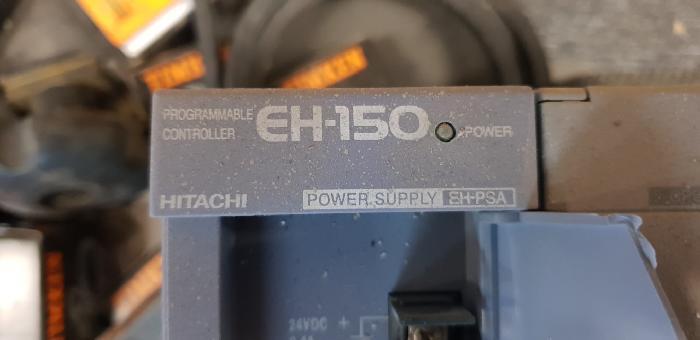 PROGRAMMABLE
CONTROLLER
EH-150
POWER
HITACHI
POWER SUPPLY EH-PSA
24VDC +